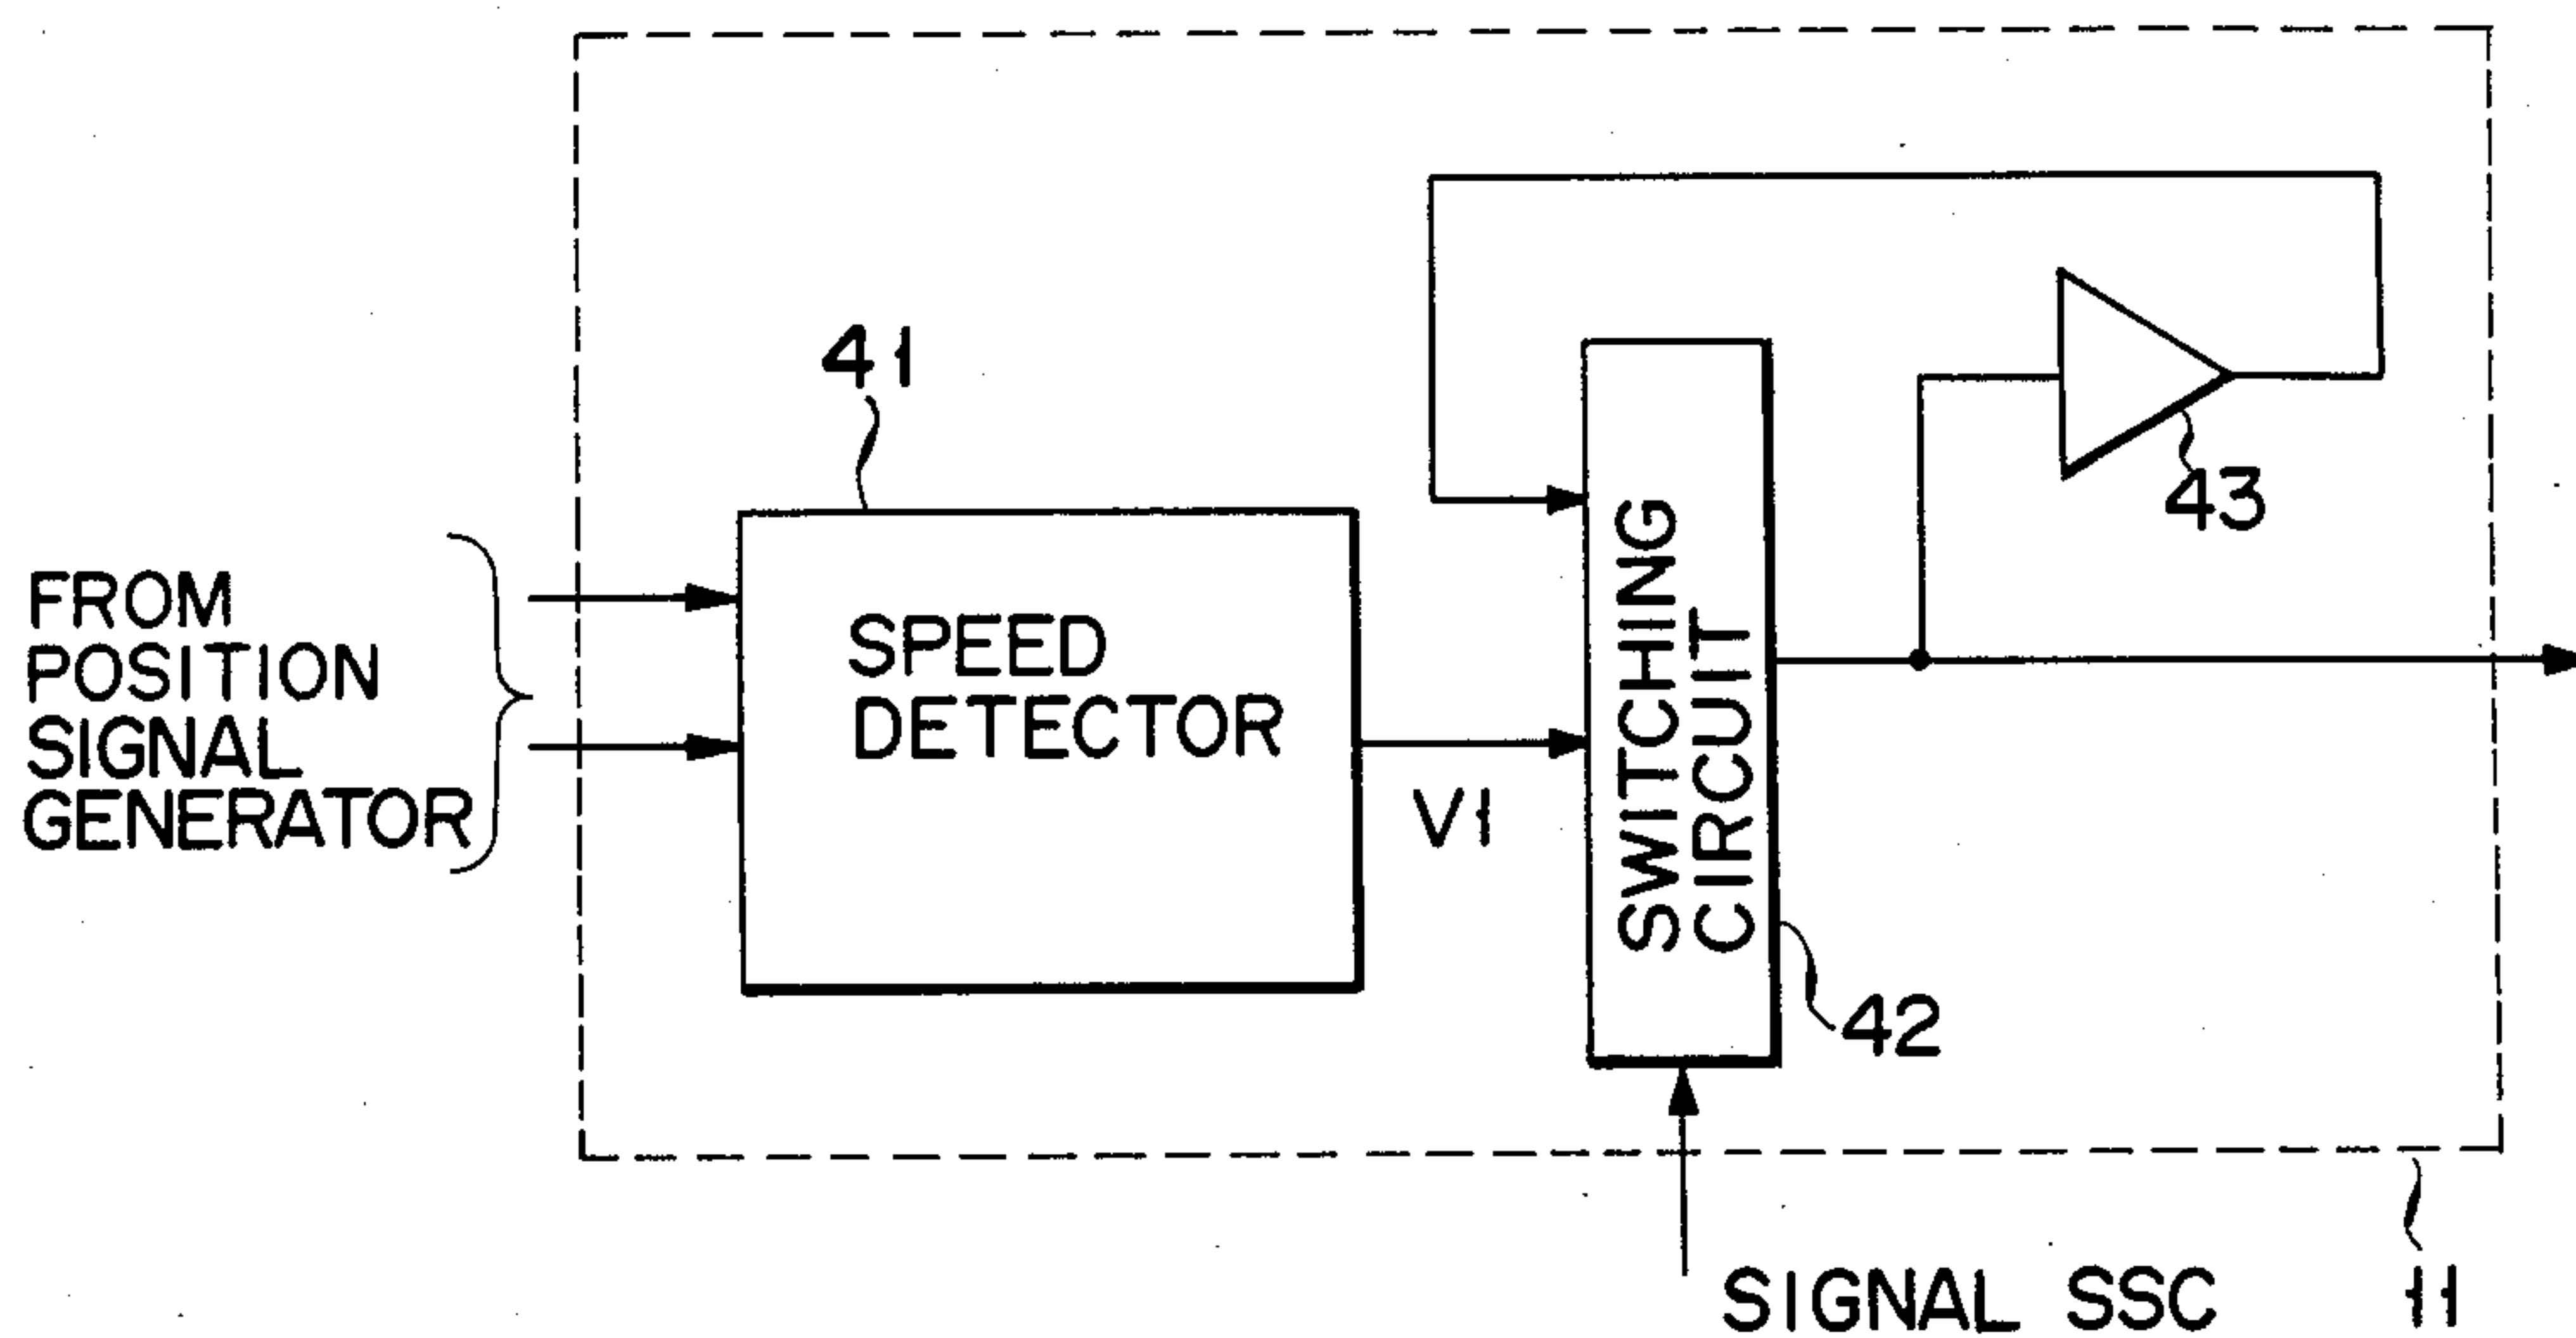 41
FROM
POSITION
SIGNAL
GENERATOR
SPEED
DETECTOR
V1
SWITCHING
CIRCUIT
43
42
SIGNAL SSC
11